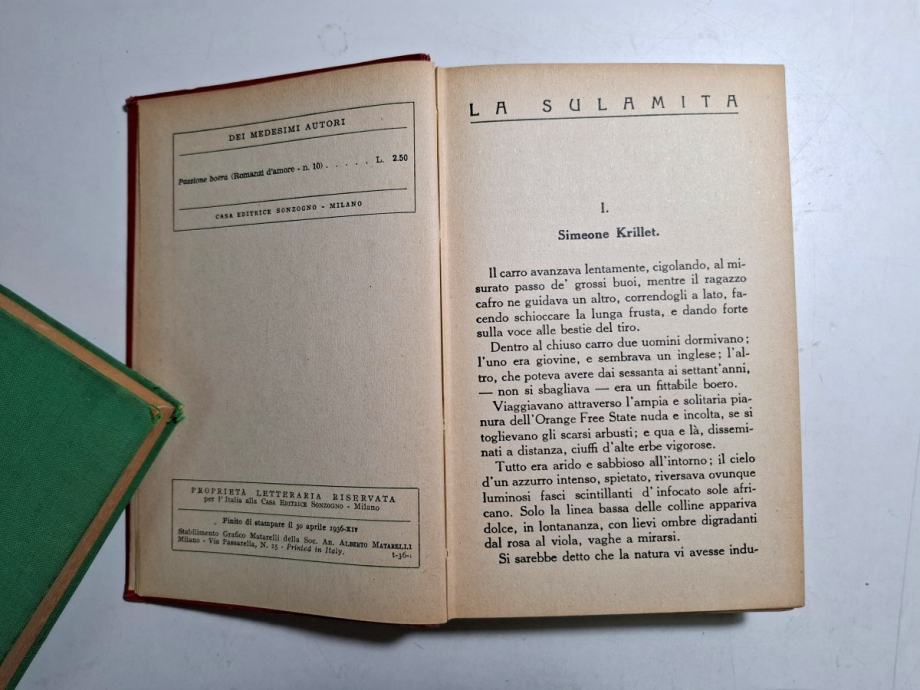 DEI MEDESIMI AUTORI
Passione boera (Romanzi d'amore - n. 10) . . . . . L. 2.50
CASA EDITRICE SONZOGNO - MILANO
PROPRIETÀ LETTERARIA RISERVATA
per l'Italia alla CASA EDITRICE SONZOGNO - Milano
Finito di stampare il 30 aprile 1936-XIV
Stabilimento Grafico Matarelli della Soc. An. ALBERTO MATARELLI
Milano - Via Passarella, N. 15 - Printed in Italy.
t-36-i
LA SULAMITA
I.
Simeone Krillet.
Il carro avanzava lentamente, cigolando, al mi-
surato passo de' grossi buoi, mentre il ragazzo
cafro ne guidava un altro, correndogli a lato, fa-
cendo schioccare la lunga frusta, e dando forte
sulla voce alle bestie del tiro.
Dentro al chiuso carro due uomini dormivano;
l'uno era giovine, e sembrava un inglese; l'al-
tro, che poteva avere dai sessanta ai settant'anni,
— non si sbagliava — era un fittabile boero.
Viaggiavano attraverso l'ampia e solitaria pia-
nura dell'Orange Free State nuda e incolta, se si
toglievano gli scarsi arbusti; e qua e là, dissemi-
nati a distanza, ciuffi d'alte erbe vigorose.
Tutto era arido e sabbioso all'intorno; il cielo
d'un azzurro intenso, spietato, riversava ovunque
luminosi fasci scintillanti d'infocato sole afri-
cano. Solo la linea bassa delle colline appariva
dolce, in lontananza, con lievi ombre digradanti
dal rosa al viola, vaghe a mirarsi.
Si sarebbe detto che la natura vi avesse indu-